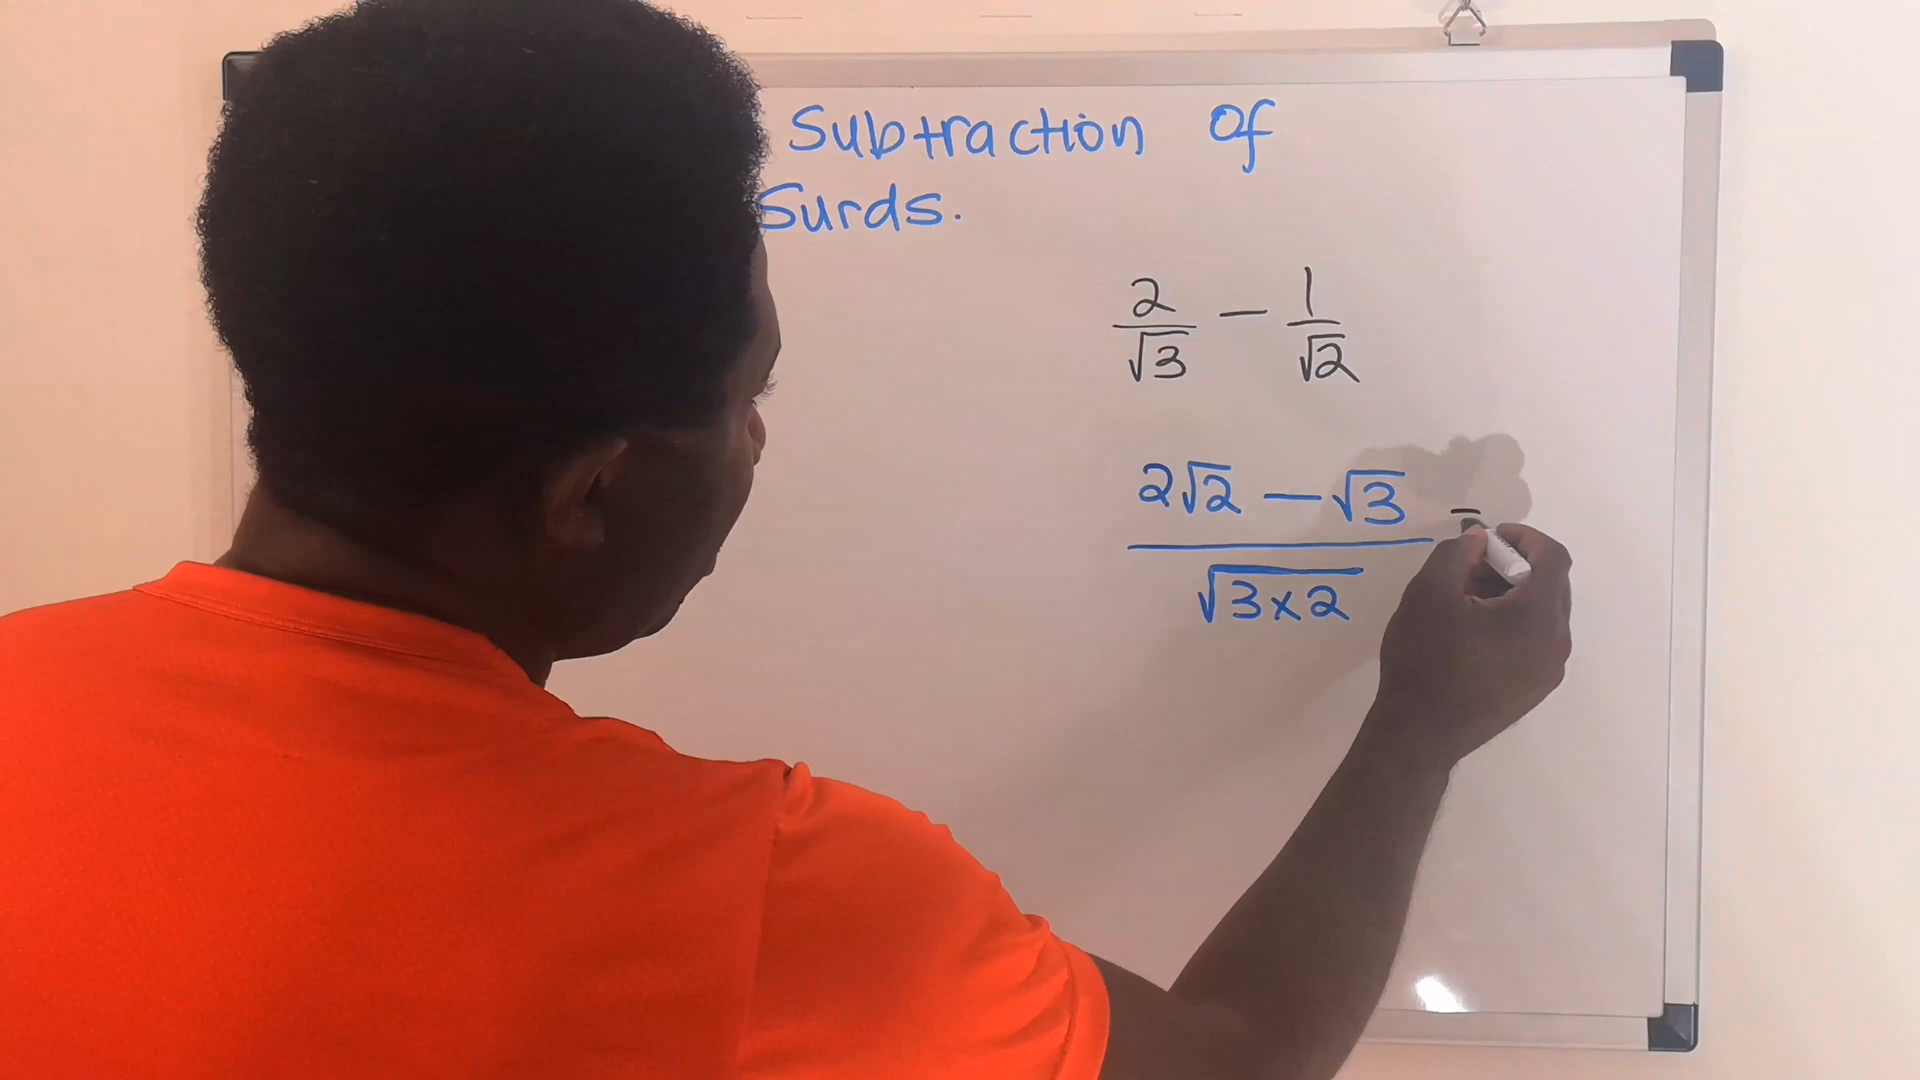 Subtraction Of
Surds.
2/√3 − 1/√2
(2√2 − √3)/√(3×2) =